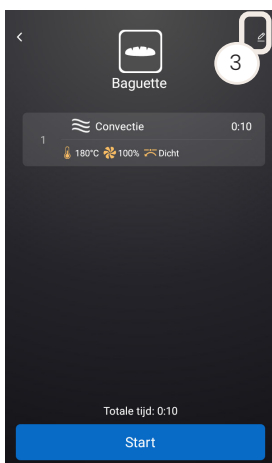 3
Baguette
1
Convectie 0:10
180°C 100% Dicht
Totale tijd: 0:10
Start